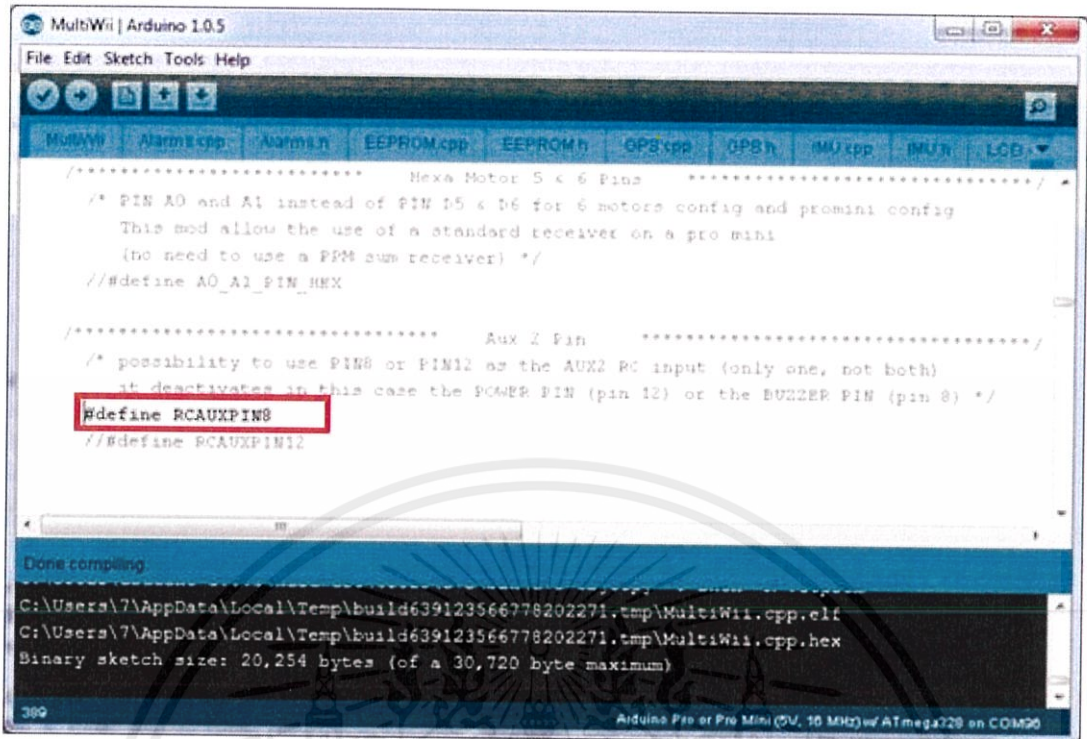 MultiWii | Arduino 1.0.5
File Edit Sketch Tools Help
MultiWii Alarms.cpp Alarms.h EEPROM.cpp EEPROM.h GPS.cpp GPS.h IMU.cpp IMU.h LCD
/**************************** Hexa Motor 5 & 6 Pins *******************************/
/* PIN A0 and A1 instead of PIN D5 & D6 for 6 motors config and promini config
This mod allow the use of a standard receiver on a pro mini
(no need to use a PPM sum receiver) */
//#define A0_A1_PIN_HEX
/********************************* Aux 2 Pin ***********************************/
/* possibility to use PIN8 or PIN12 as the AUX2 RC input (only one, not both)
it deactivates in this case the POWER PIN (pin 12) or the BUZZER PIN (pin 8) */
#define RCAUXPIN8
//#define RCAUXPIN12
Done compiling
C:\Users\7\AppData\Local\Temp\build639123566778202271.tmp\MultiWii.cpp.elf
C:\Users\7\AppData\Local\Temp\build639123566778202271.tmp\MultiWii.cpp.hex
Binary sketch size: 20,254 bytes (of a 30,720 byte maximum)
389
Arduino Pro or Pro Mini (5V, 16 MHz) w/ ATmega328 on COM96